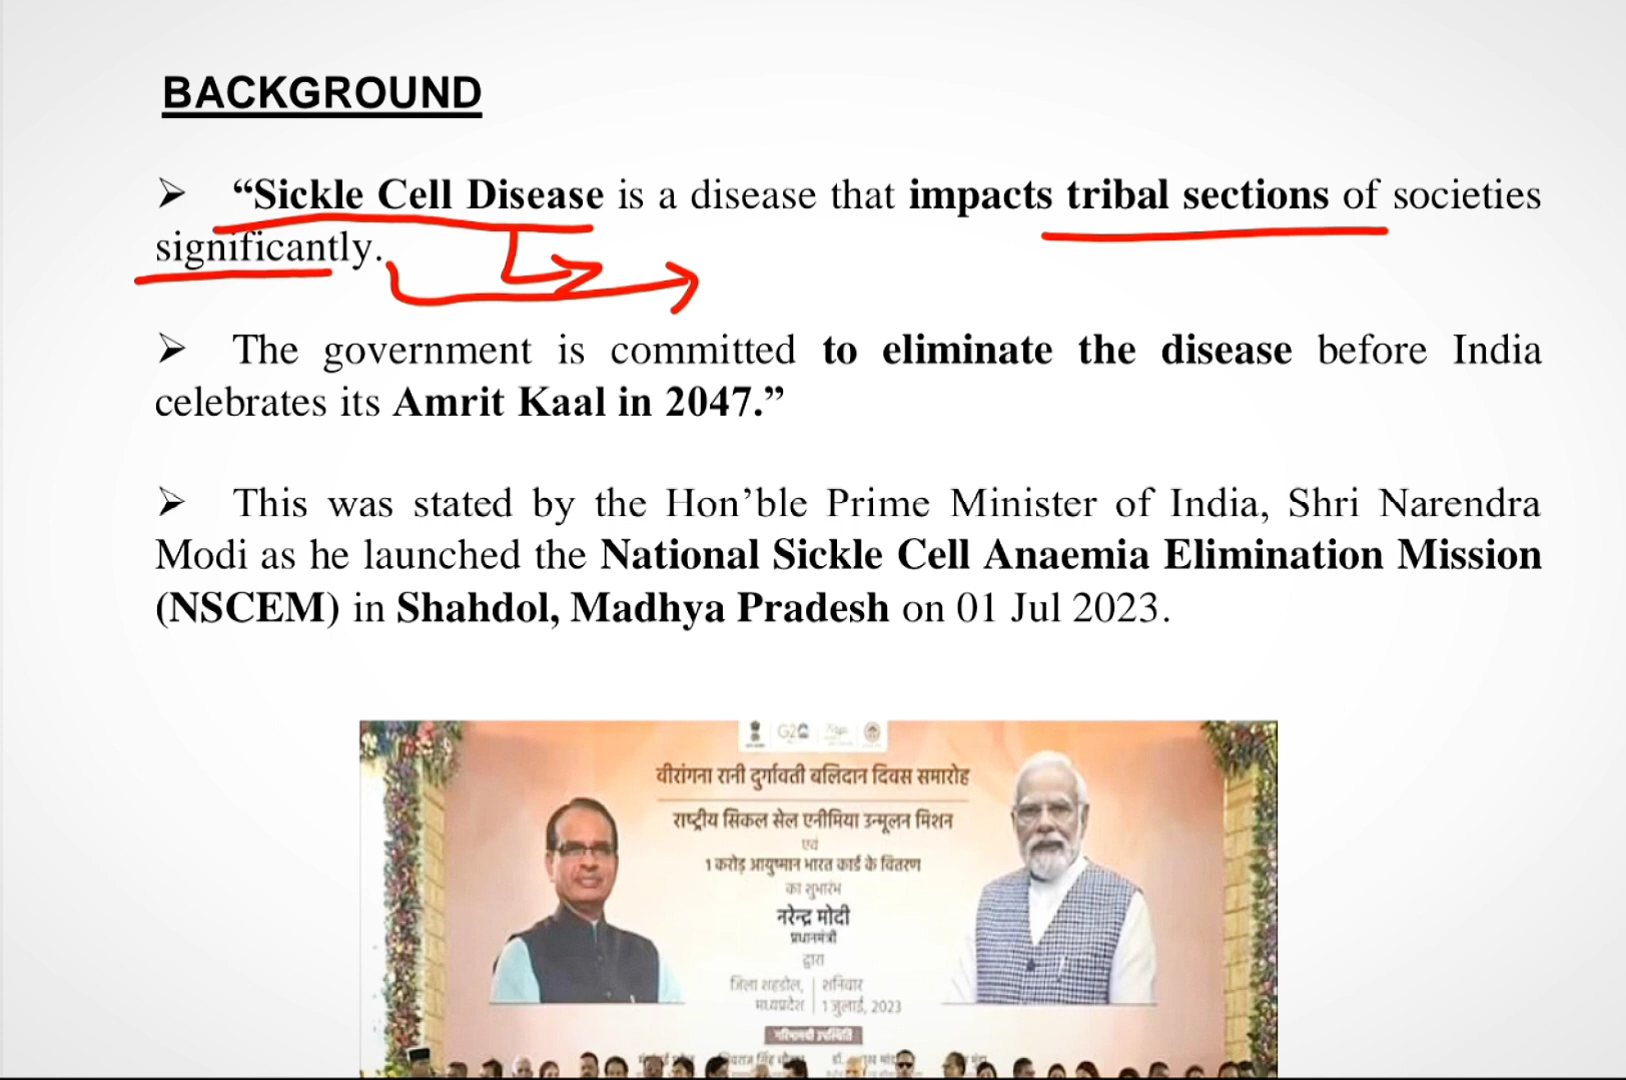 BACKGROUND
➢ “Sickle Cell Disease is a disease that impacts tribal sections of societies
significantly.
➢ The government is committed to eliminate the disease before India
celebrates its Amrit Kaal in 2047.”
➢ This was stated by the Hon’ble Prime Minister of India, Shri Narendra
Modi as he launched the National Sickle Cell Anaemia Elimination Mission
(NSCEM) in Shahdol, Madhya Pradesh on 01 Jul 2023.
G20
वीरांगना रानी दुर्गावती बलिदान दिवस समारोह
राष्ट्रीय सिकल सेल एनीमिया उन्मूलन मिशन
एवं
1 करोड़ आयुष्मान भारत कार्ड के वितरण
का शुभारंभ
नरेन्द्र मोदी
प्रधानमंत्री
द्वारा
जिला शहडोल, | शनिवार
मध्यप्रदेश | 1 जुलाई, 2023
गरिमामयी उपस्थिति